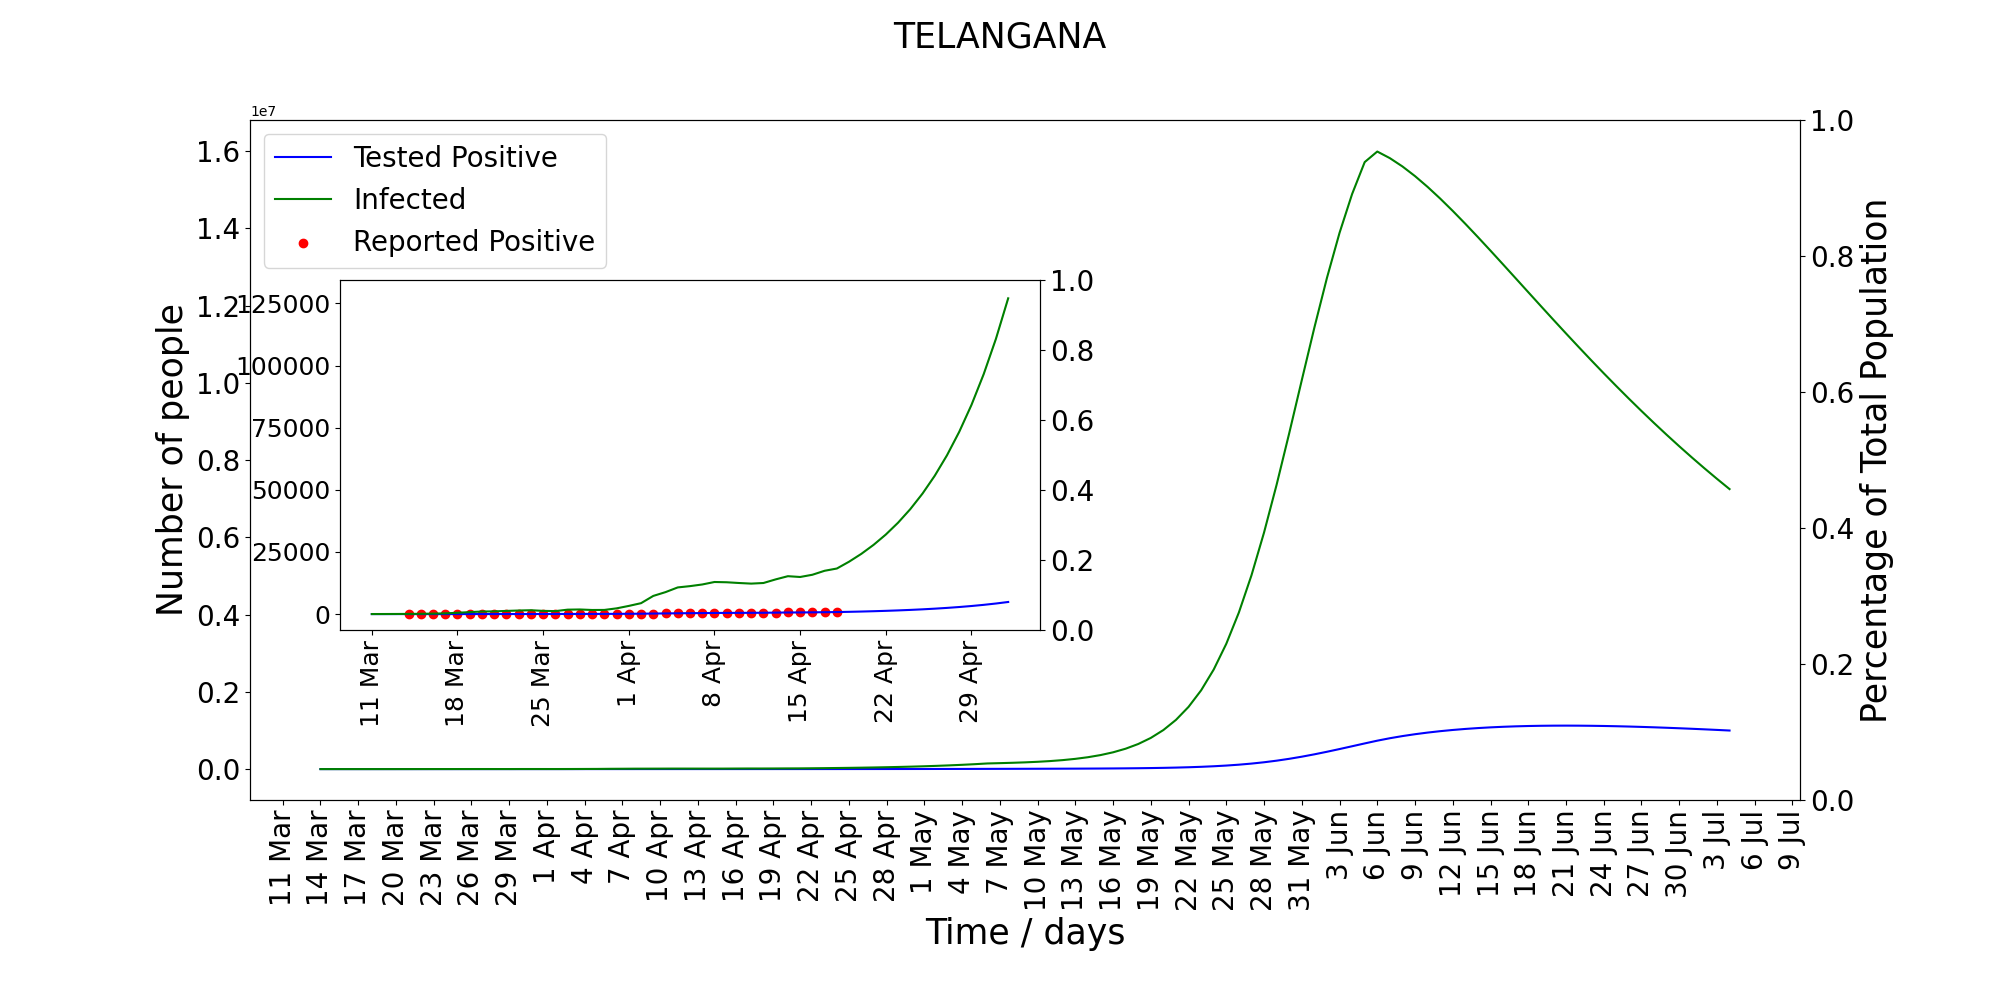 TELANGANA
1e7
Tested Positive
Infected
Reported Positive
Number of people
1.6
1.4
1.2
1.0
0.8
0.6
0.4
0.2
0.0
125000
100000
75000
50000
25000
0
1.0
0.8
0.6
0.4
0.2
0.0
11 Mar
18 Mar
25 Mar
1 Apr
8 Apr
15 Apr
22 Apr
29 Apr
1.0
0.8
0.6
0.4
0.2
0.0
Percentage of Total Population
11 Mar
14 Mar
17 Mar
20 Mar
23 Mar
26 Mar
29 Mar
1 Apr
4 Apr
7 Apr
10 Apr
13 Apr
16 Apr
19 Apr
22 Apr
25 Apr
28 Apr
1 May
4 May
7 May
10 May
13 May
16 May
19 May
22 May
25 May
28 May
31 May
3 Jun
6 Jun
9 Jun
12 Jun
15 Jun
18 Jun
21 Jun
24 Jun
27 Jun
30 Jun
3 Jul
6 Jul
9 Jul
Time / days